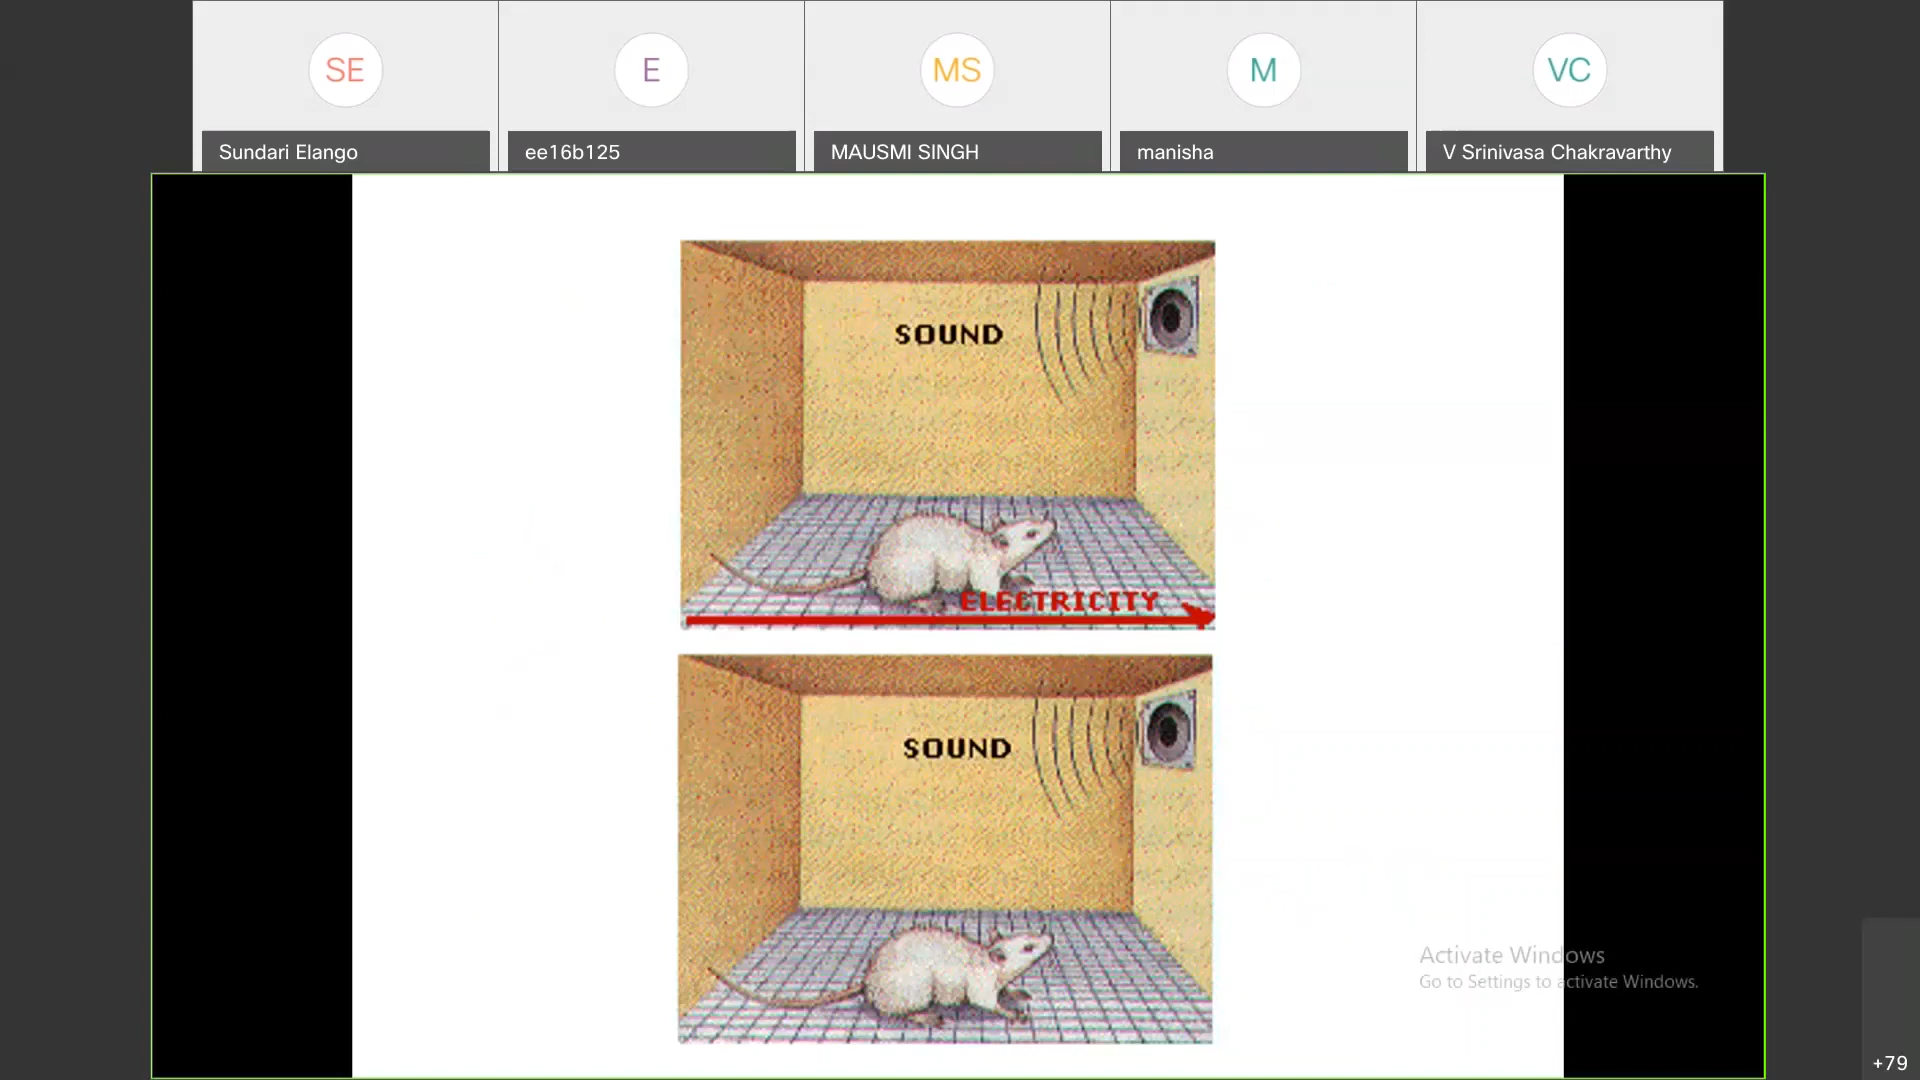 SE
E
MS
M
VC
Sundari Elango
ee16b125
MAUSMI SINGH
manisha
V Srinivasa Chakravarthy
SOUND
ELECTRICITY
SOUND
Activate Windows
Go to Settings to activate Windows.
+79